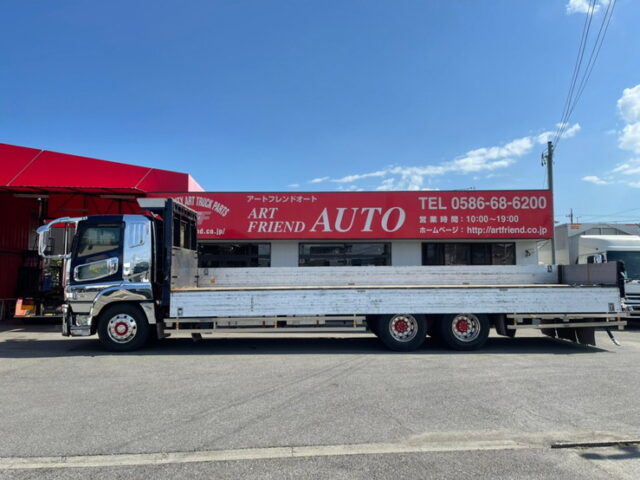 アートフレンドオート
ART
FRIEND AUTO
TEL 0586-68-6200
営業時間：10:00～19:00
ホームページ：http://artfriend.co.jp
ART TRUCK PARTS